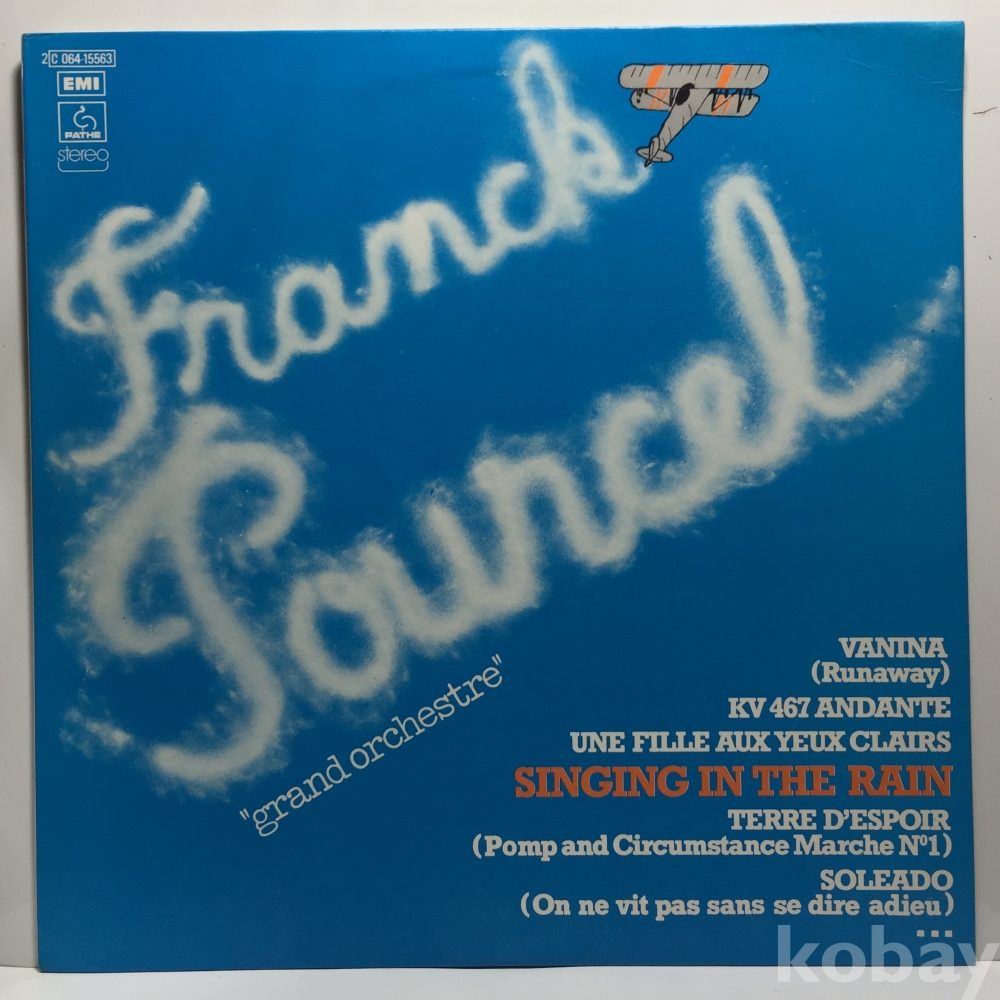 2C 064-15563
EMI
PATHE
stereo
Franck
Pourcel
"grand orchestre"
VANINA
(Runaway)
KV 467 ANDANTE
UNE FILLE AUX YEUX CLAIRS
SINGING IN THE RAIN
TERRE D'ESPOIR
(Pomp and Circumstance Marche Nº1)
SOLEADO
(On ne vit pas sans se dire adieu)
...
kobay